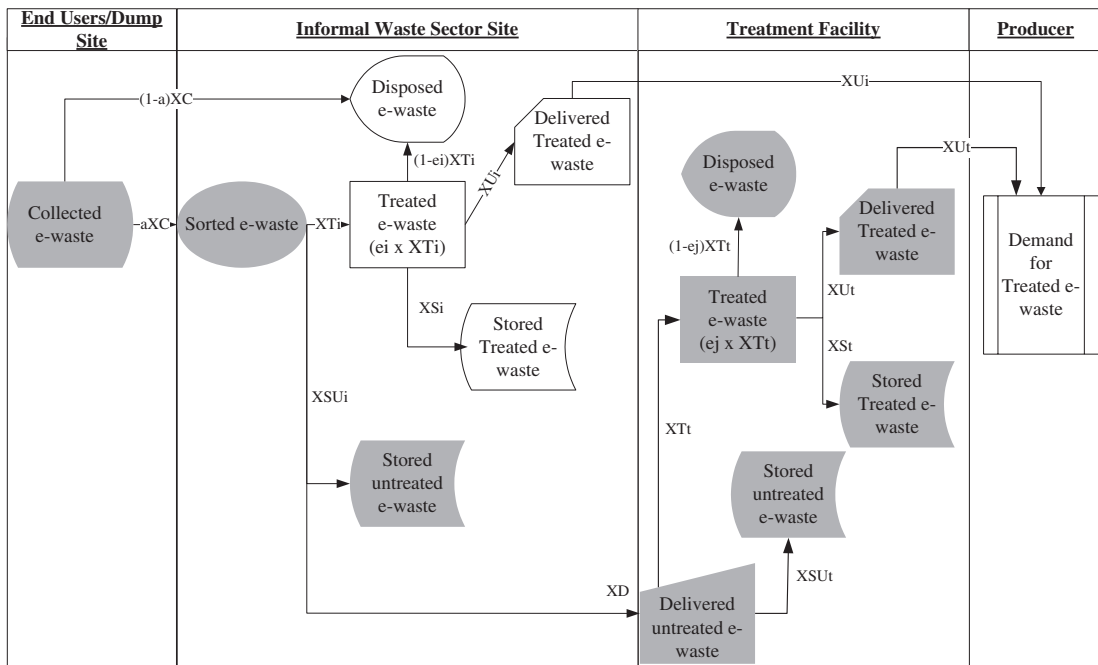 End Users/Dump
Site
Informal Waste Sector Site
Treatment Facility
Producer
(1-a)XC
Disposed
e-waste
XUi
Delivered
Treated e-
waste
(1-ei)XTi
XUi
Collected
e-waste
aXC
Sorted e-waste
XTi
Treated
e-waste
(ei x XTi)
XSi
Stored
Treated e-
waste
XSUi
Stored
untreated
e-waste
XD
Disposed
e-waste
XUt
Delivered
Treated e-
waste
(1-ej)XTt
XUt
Treated
e-waste
(ej x XTt)
XSt
Stored
Treated e-
waste
XTt
Stored
untreated
e-waste
XSUt
Delivered
untreated e-
waste
Demand
for
Treated e-
waste